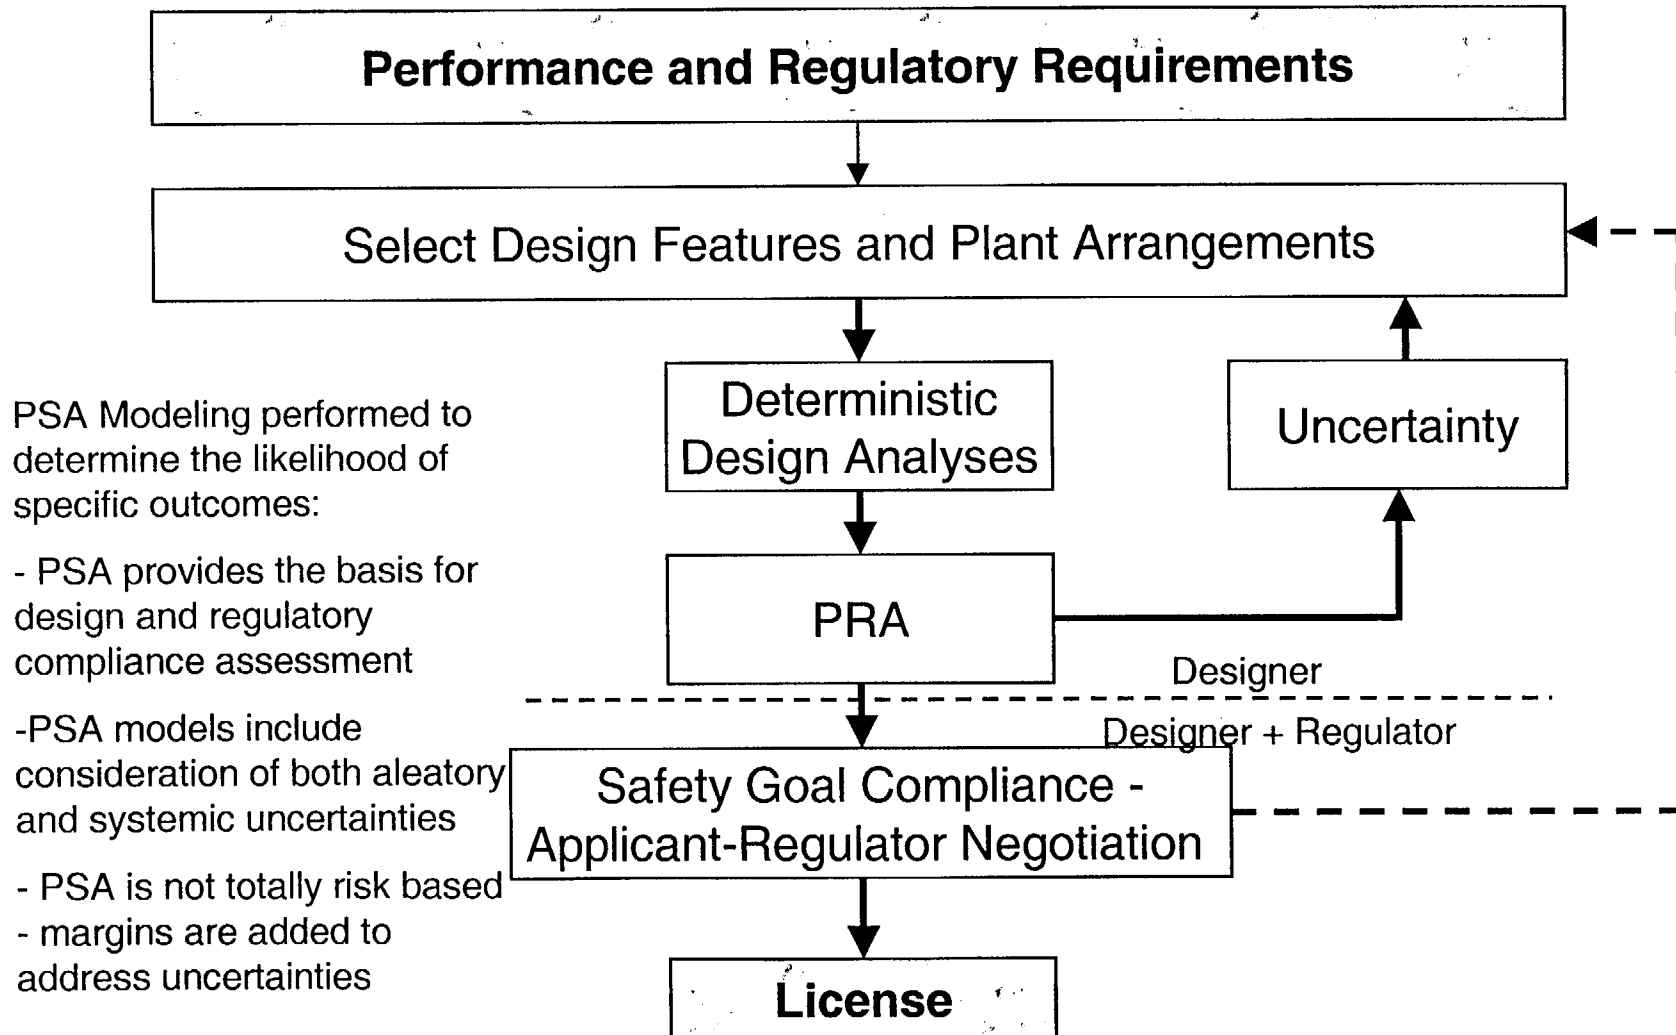 Performance and Regulatory Requirements
Select Design Features and Plant Arrangements
Deterministic
Design Analyses
Uncertainty
PSA Modeling performed to
determine the likelihood of
specific outcomes:
- PSA provides the basis for
design and regulatory
compliance assessment
-PSA models include
consideration of both aleatory
and systemic uncertainties
- PSA is not totally risk based
- margins are added to
address uncertainties
PRA
Designer
Designer + Regulator
Safety Goal Compliance -
Applicant-Regulator Negotiation
License